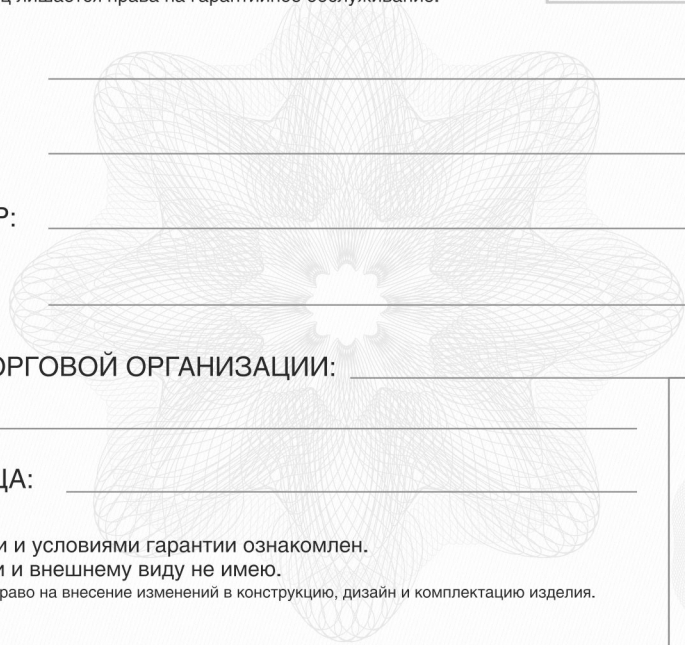 лишается права на гарантийное обслуживание.
Р:
ОРГОВОЙ ОРГАНИЗАЦИИ:
ЦА:
и и условиями гарантии ознакомлен.
и и внешнему виду не имею.
раво на внесение изменений в конструкцию, дизайн и комплектацию изделия.